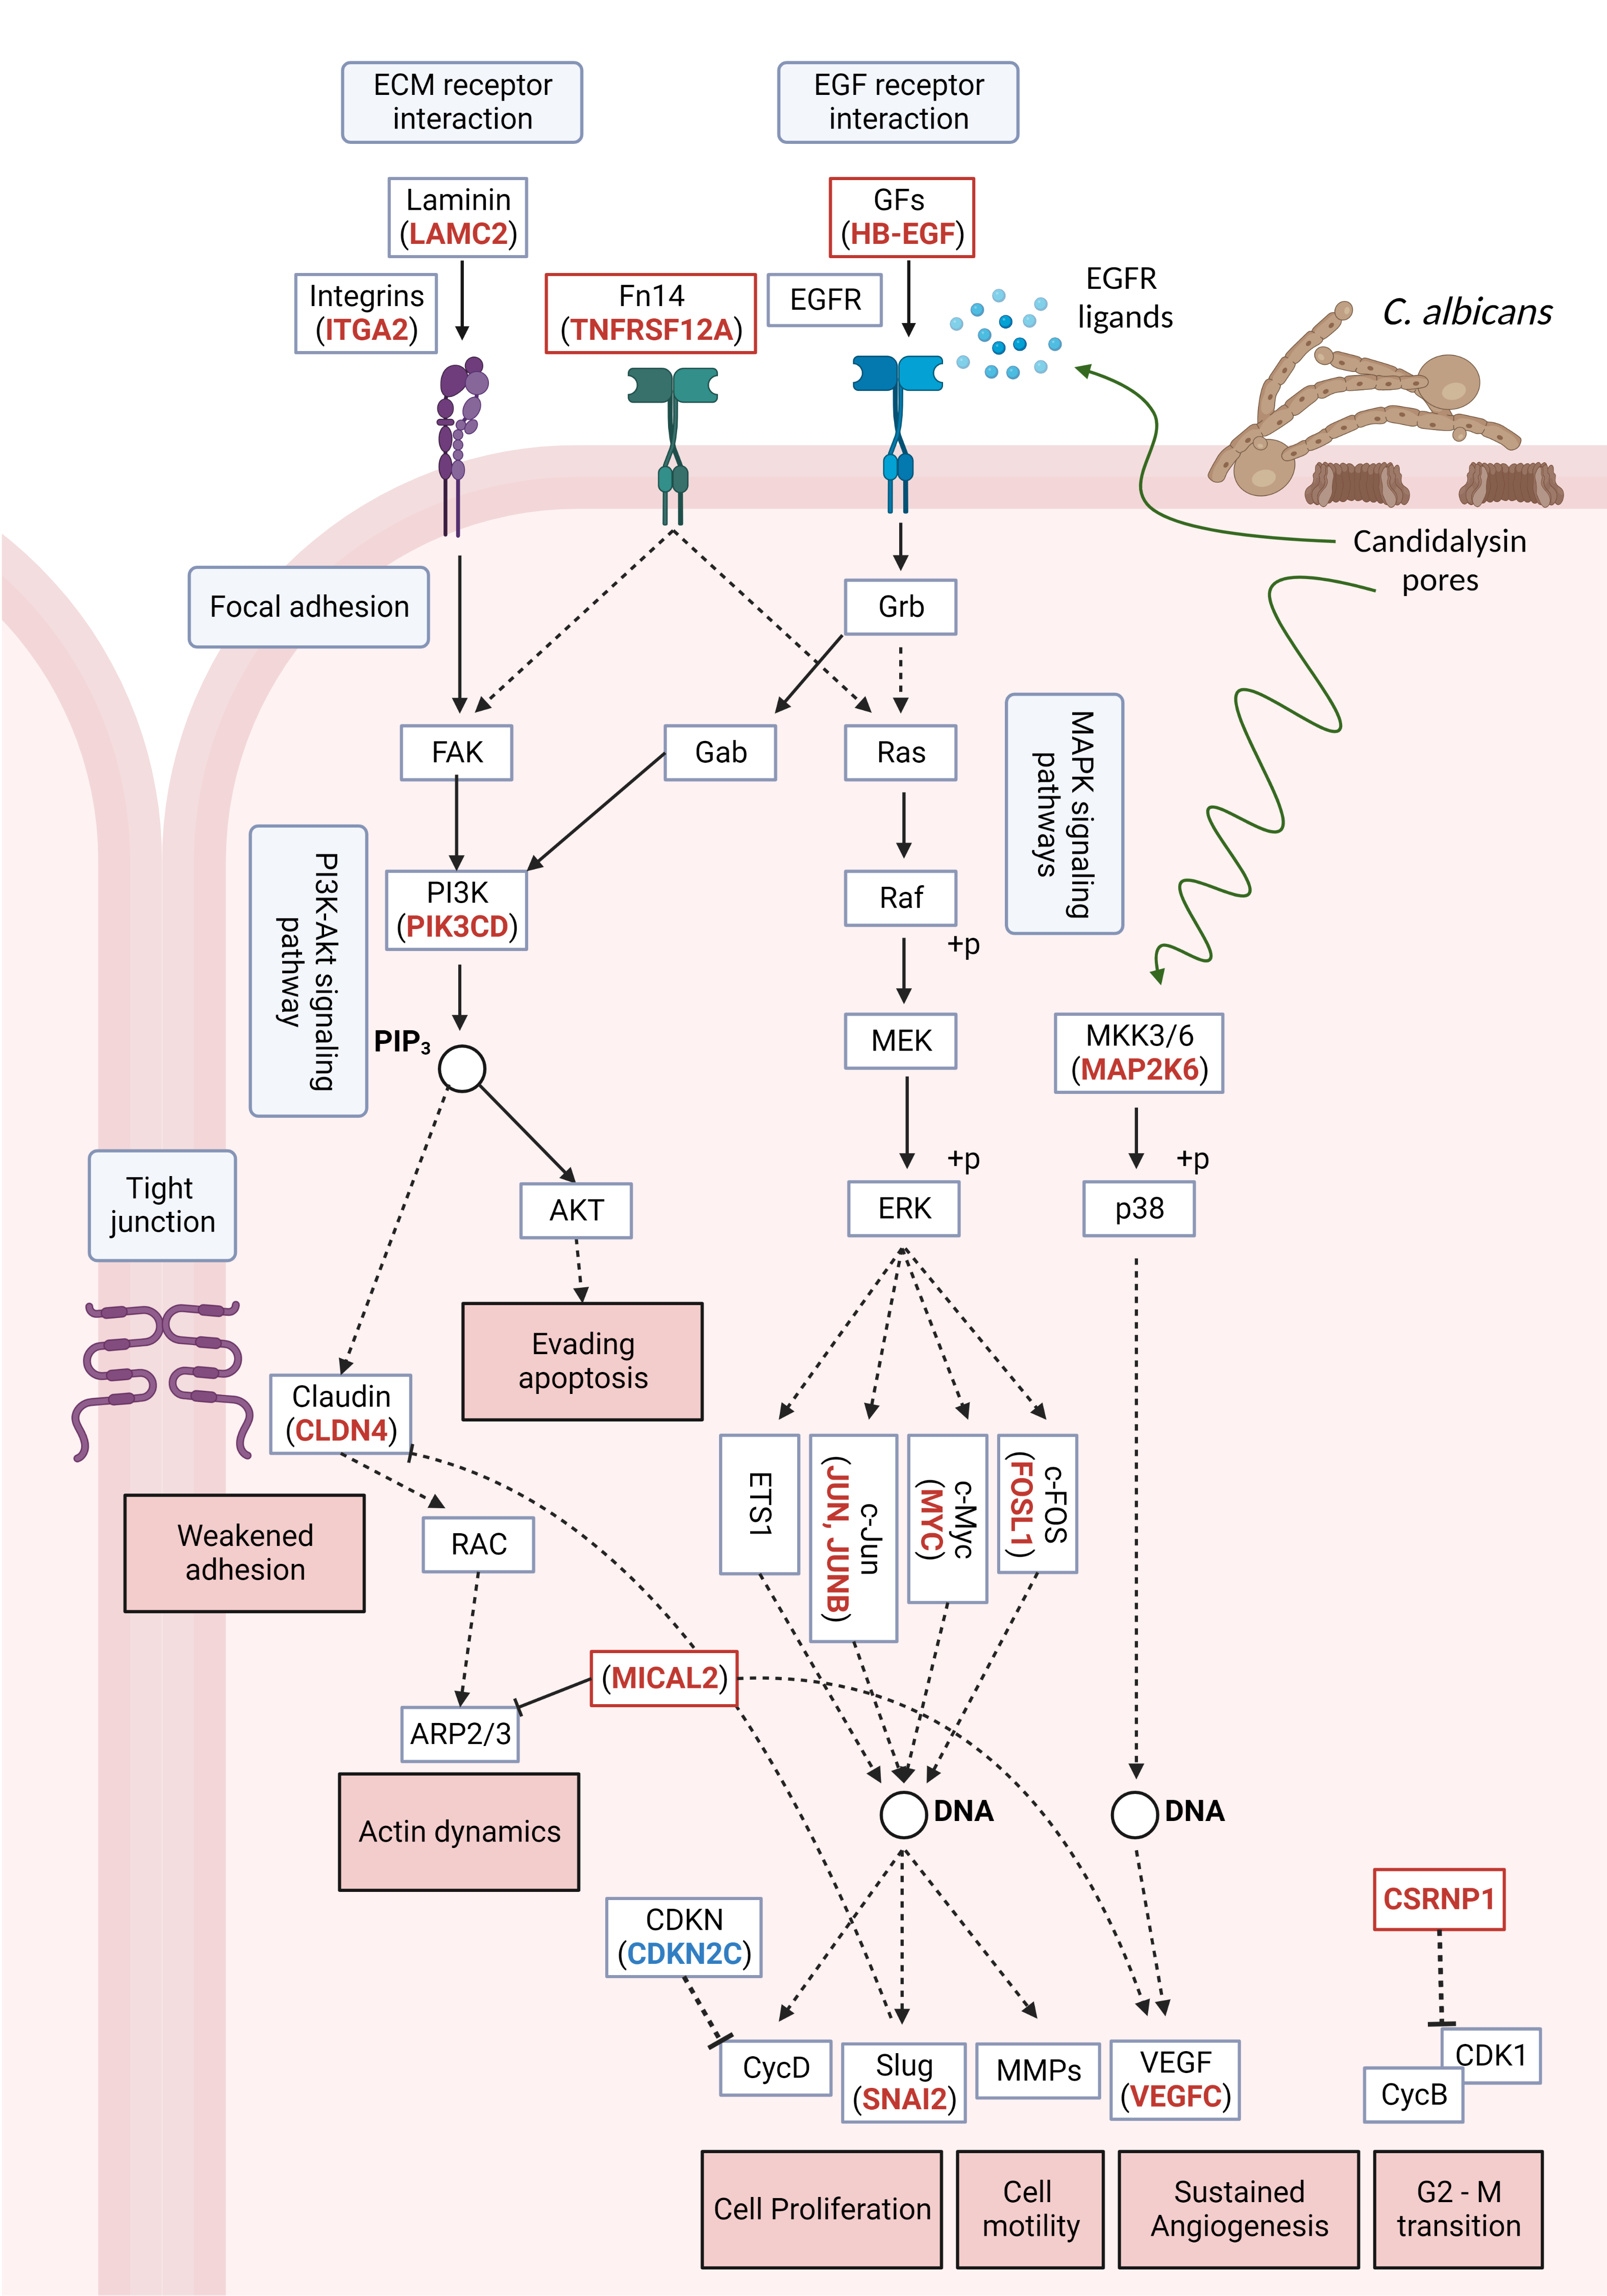 ECM receptor
interaction
EGF receptor
interaction
Laminin
(LAMC2)
GFs
(HB-EGF)
Integrins
(ITGA2)
Fn14
(TNFRSF12A)
EGFR
EGFR
ligands
C. albicans
Candidalysin
pores
Focal adhesion
Grb
FAK
Gab
Ras
MAPK signaling
pathways
PI3K-Akt signaling
pathway
PI3K
(PIK3CD)
Raf
+p
PIP3
MEK
MKK3/6
(MAP2K6)
+p
+p
Tight
junction
AKT
ERK
p38
Evading
apoptosis
Claudin
(CLDN4)
ETS1
c-Jun
(JUN, JUNB)
c-Myc
(MYC)
c-FOS
(FOSL1)
Weakened
adhesion
RAC
(MICAL2)
ARP2/3
Actin dynamics
DNA
DNA
CSRNP1
CDKN
(CDKN2C)
CycD
Slug
(SNAI2)
MMPs
VEGF
(VEGFC)
CDK1
CycB
Cell Proliferation
Cell
motility
Sustained
Angiogenesis
G2 - M
transition